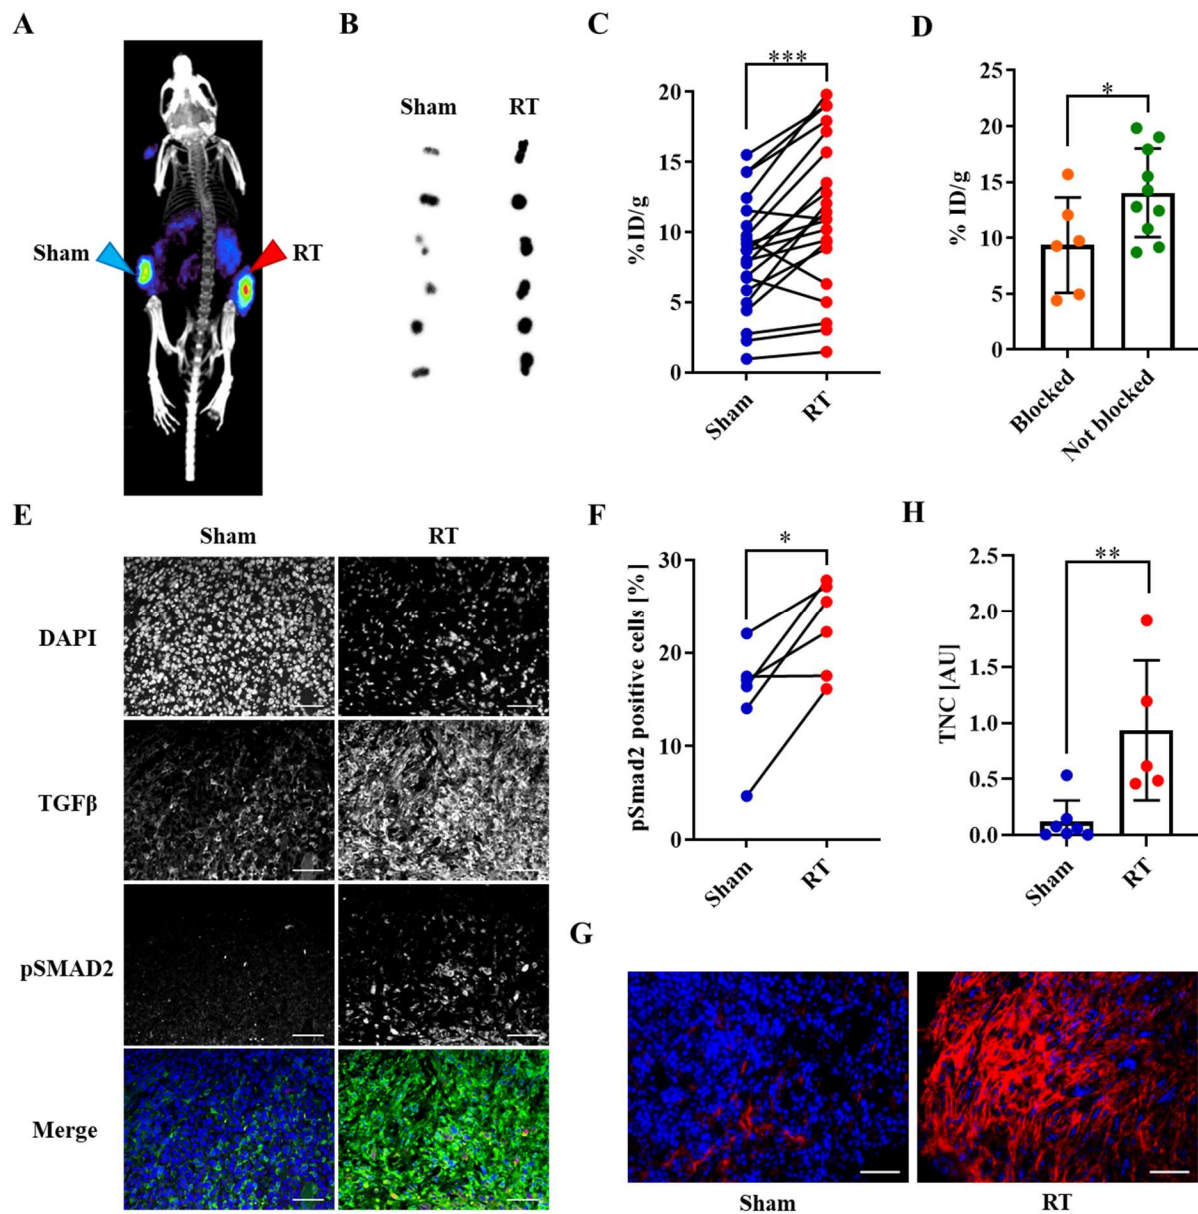 A
Sham
RT
B
Sham
RT
C
***
% ID/g
20
15
10
5
0
Sham
RT
D
*
% ID/g
25
20
15
10
5
0
Blocked
Not blocked
E
Sham
RT
DAPI
TGFβ
pSMAD2
Merge
F
*
pSmad2 positive cells [%]
30
20
10
0
Sham
RT
H
**
TNC [AU]
2.5
2.0
1.5
1.0
0.5
0.0
Sham
RT
G
Sham
RT